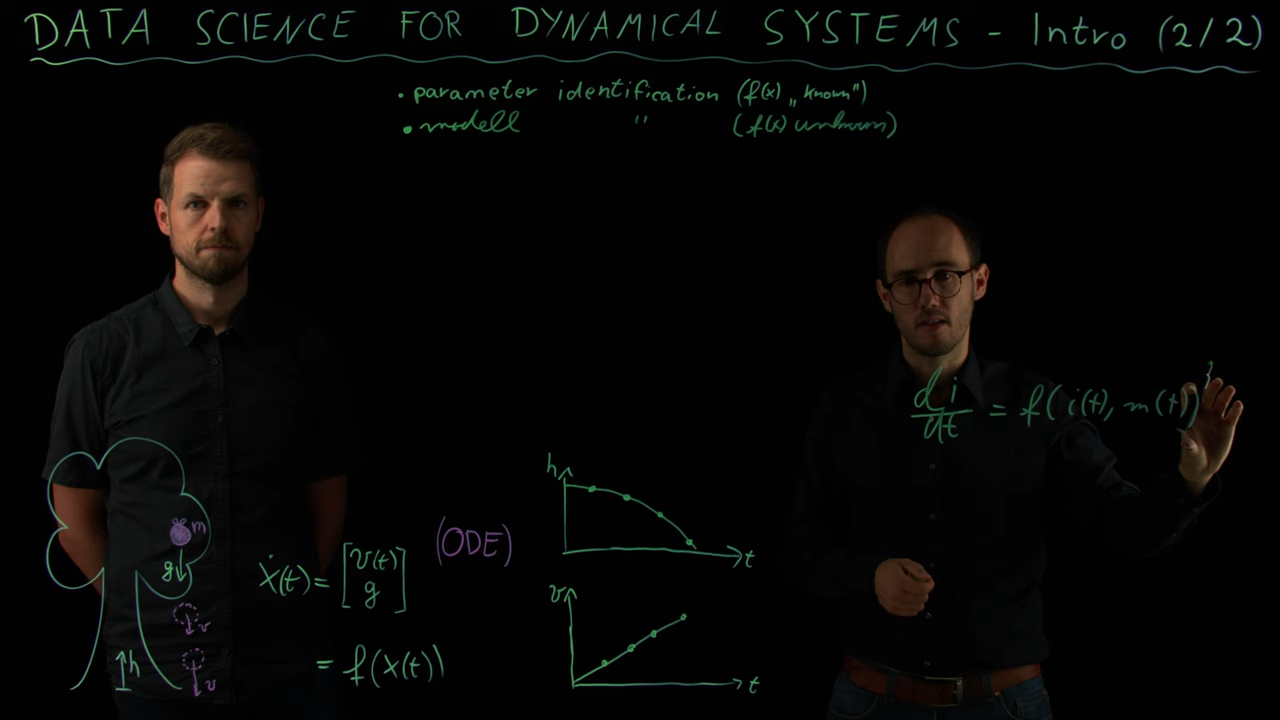 DATA SCIENCE FOR DYNAMICAL SYSTEMS - Intro (2/2)
• parameter identification (f(x) „known")
• modell " (f(x) unknown)
di/dt = f(i(t), m(t))
h
t
m
g
ẋ(t) = [v(t) g]
(ODE)
v
t
v
h
v
= f(x(t))